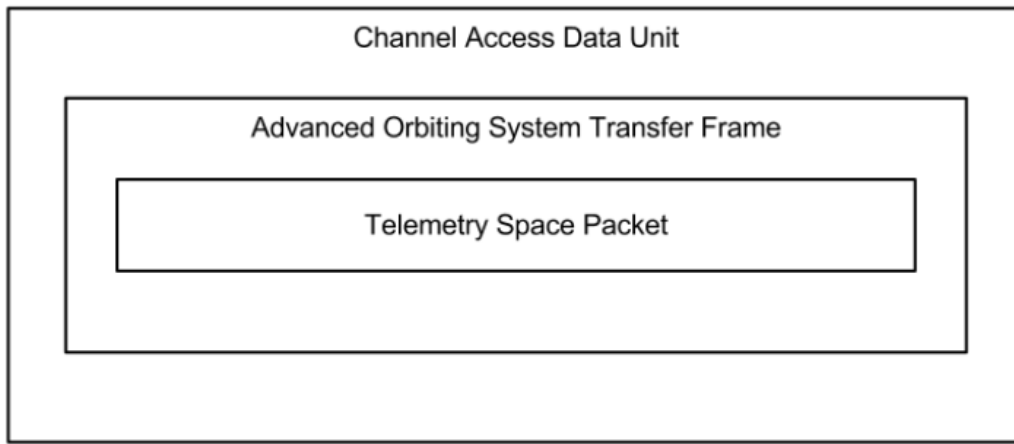 Channel Access Data Unit
Advanced Orbiting System Transfer Frame
Telemetry Space Packet